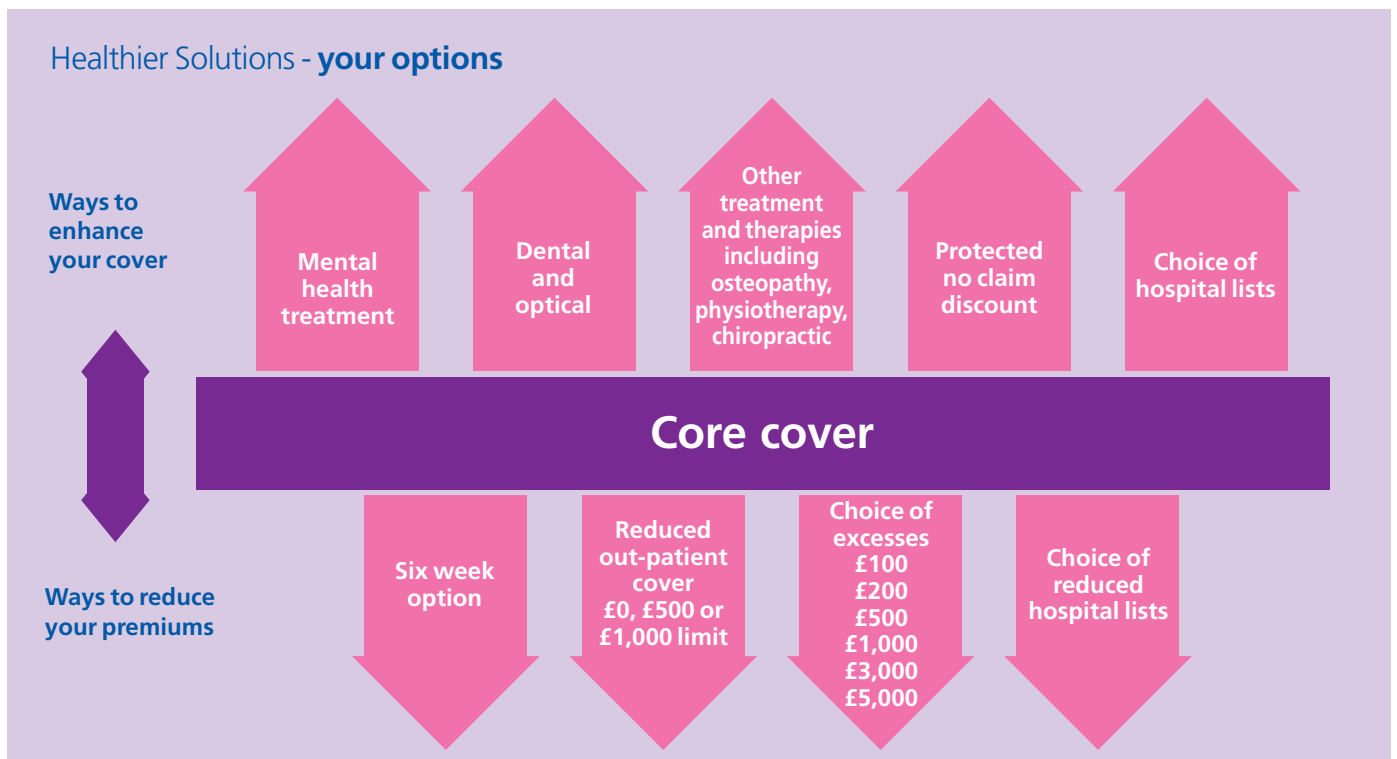 Healthier Solutions - your options
Ways to
enhance
your cover
Mental
health
treatment
Dental
and
optical
Other
treatment
and therapies
including
osteopathy,
physiotherapy,
chiropractic
Protected
no claim
discount
Choice of
hospital lists
Core cover
Ways to reduce
your premiums
Six week
option
Reduced
out-patient
cover
£0, £500 or
£1,000 limit
Choice of
excesses
£100
£200
£500
£1,000
£3,000
£5,000
Choice of
reduced
hospital lists